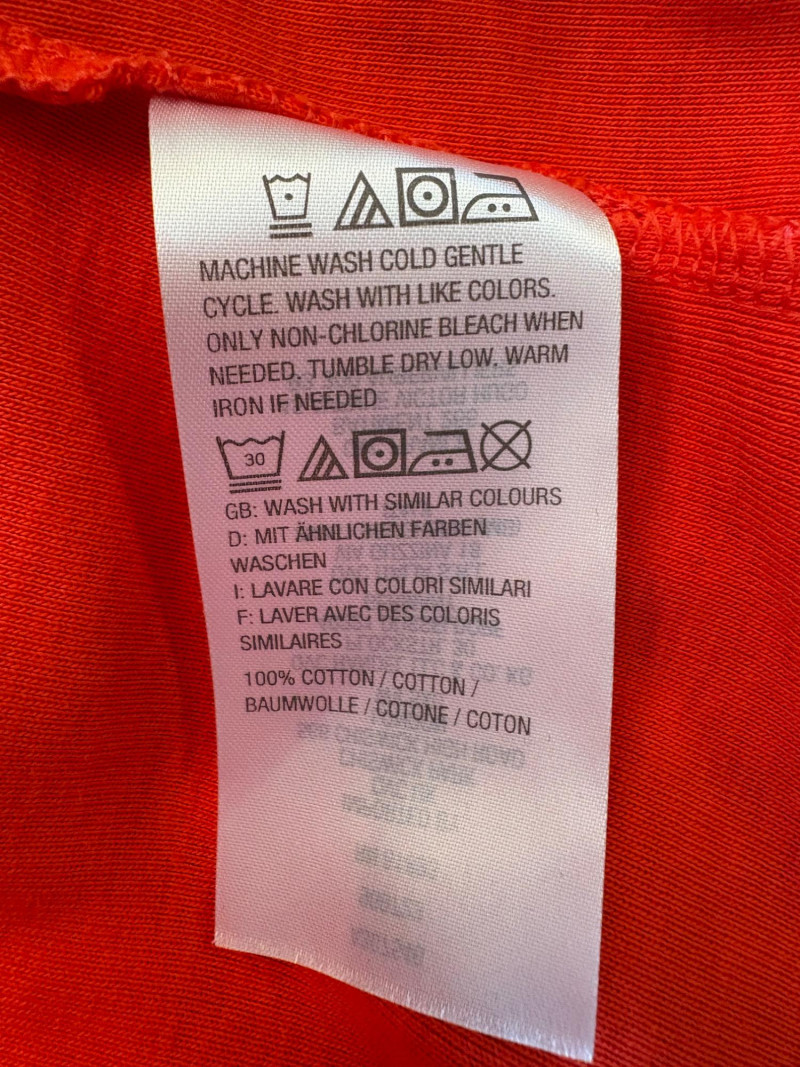 MACHINE WASH COLD GENTLE
CYCLE. WASH WITH LIKE COLORS.
ONLY NON-CHLORINE BLEACH WHEN
NEEDED. TUMBLE DRY LOW. WARM
IRON IF NEEDED
30
GB: WASH WITH SIMILAR COLOURS
D: MIT ÄHNLICHEN FARBEN
WASCHEN
I: LAVARE CON COLORI SIMILARI
F: LAVER AVEC DES COLORIS
SIMILAIRES
100% COTTON / COTTON /
BAUMWOLLE / COTONE / COTON